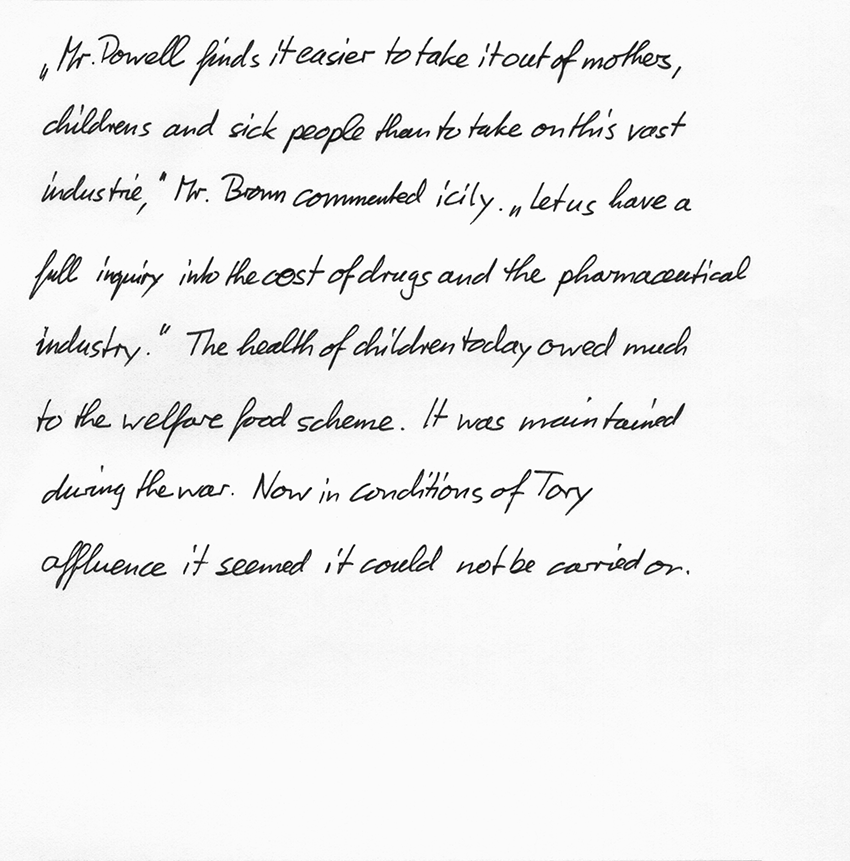 „Mr. Powell finds it easier to take it out of mothers,
childrens and sick people than to take on this vast
industrie," Mr. Brown commented icily. „Let us have a
full inquiry into the cost of drugs and the pharmaceutical
industry." The health of children today owed much
to the welfare food scheme. It was maintained
during the war. Now in conditions of Tory
affluence it seemed it could not be carried on.